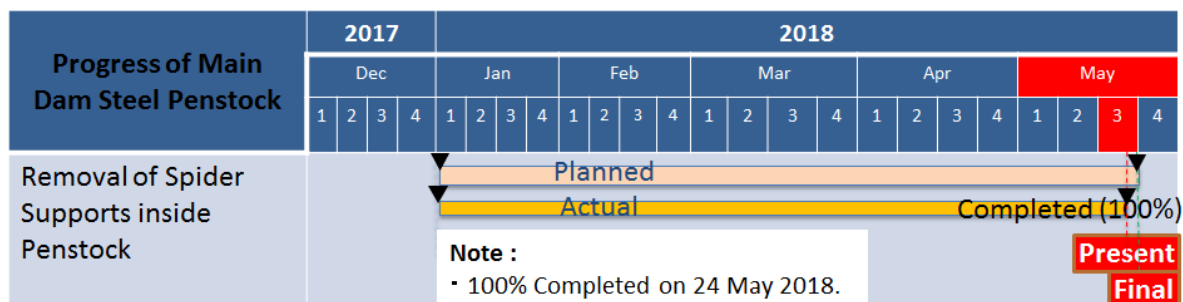 Progress of Main
Dam Steel Penstock
2017 2018
Dec Jan Feb Mar Apr May
1 2 3 4 1 2 3 4 1 2 3 4 1 2 3 4 1 2 3 4 1 2 3 4
Removal of Spider
Supports inside
Penstock
Planned
Actual
Completed (100%)
Note :
▪ 100% Completed on 24 May 2018.
Present
Final